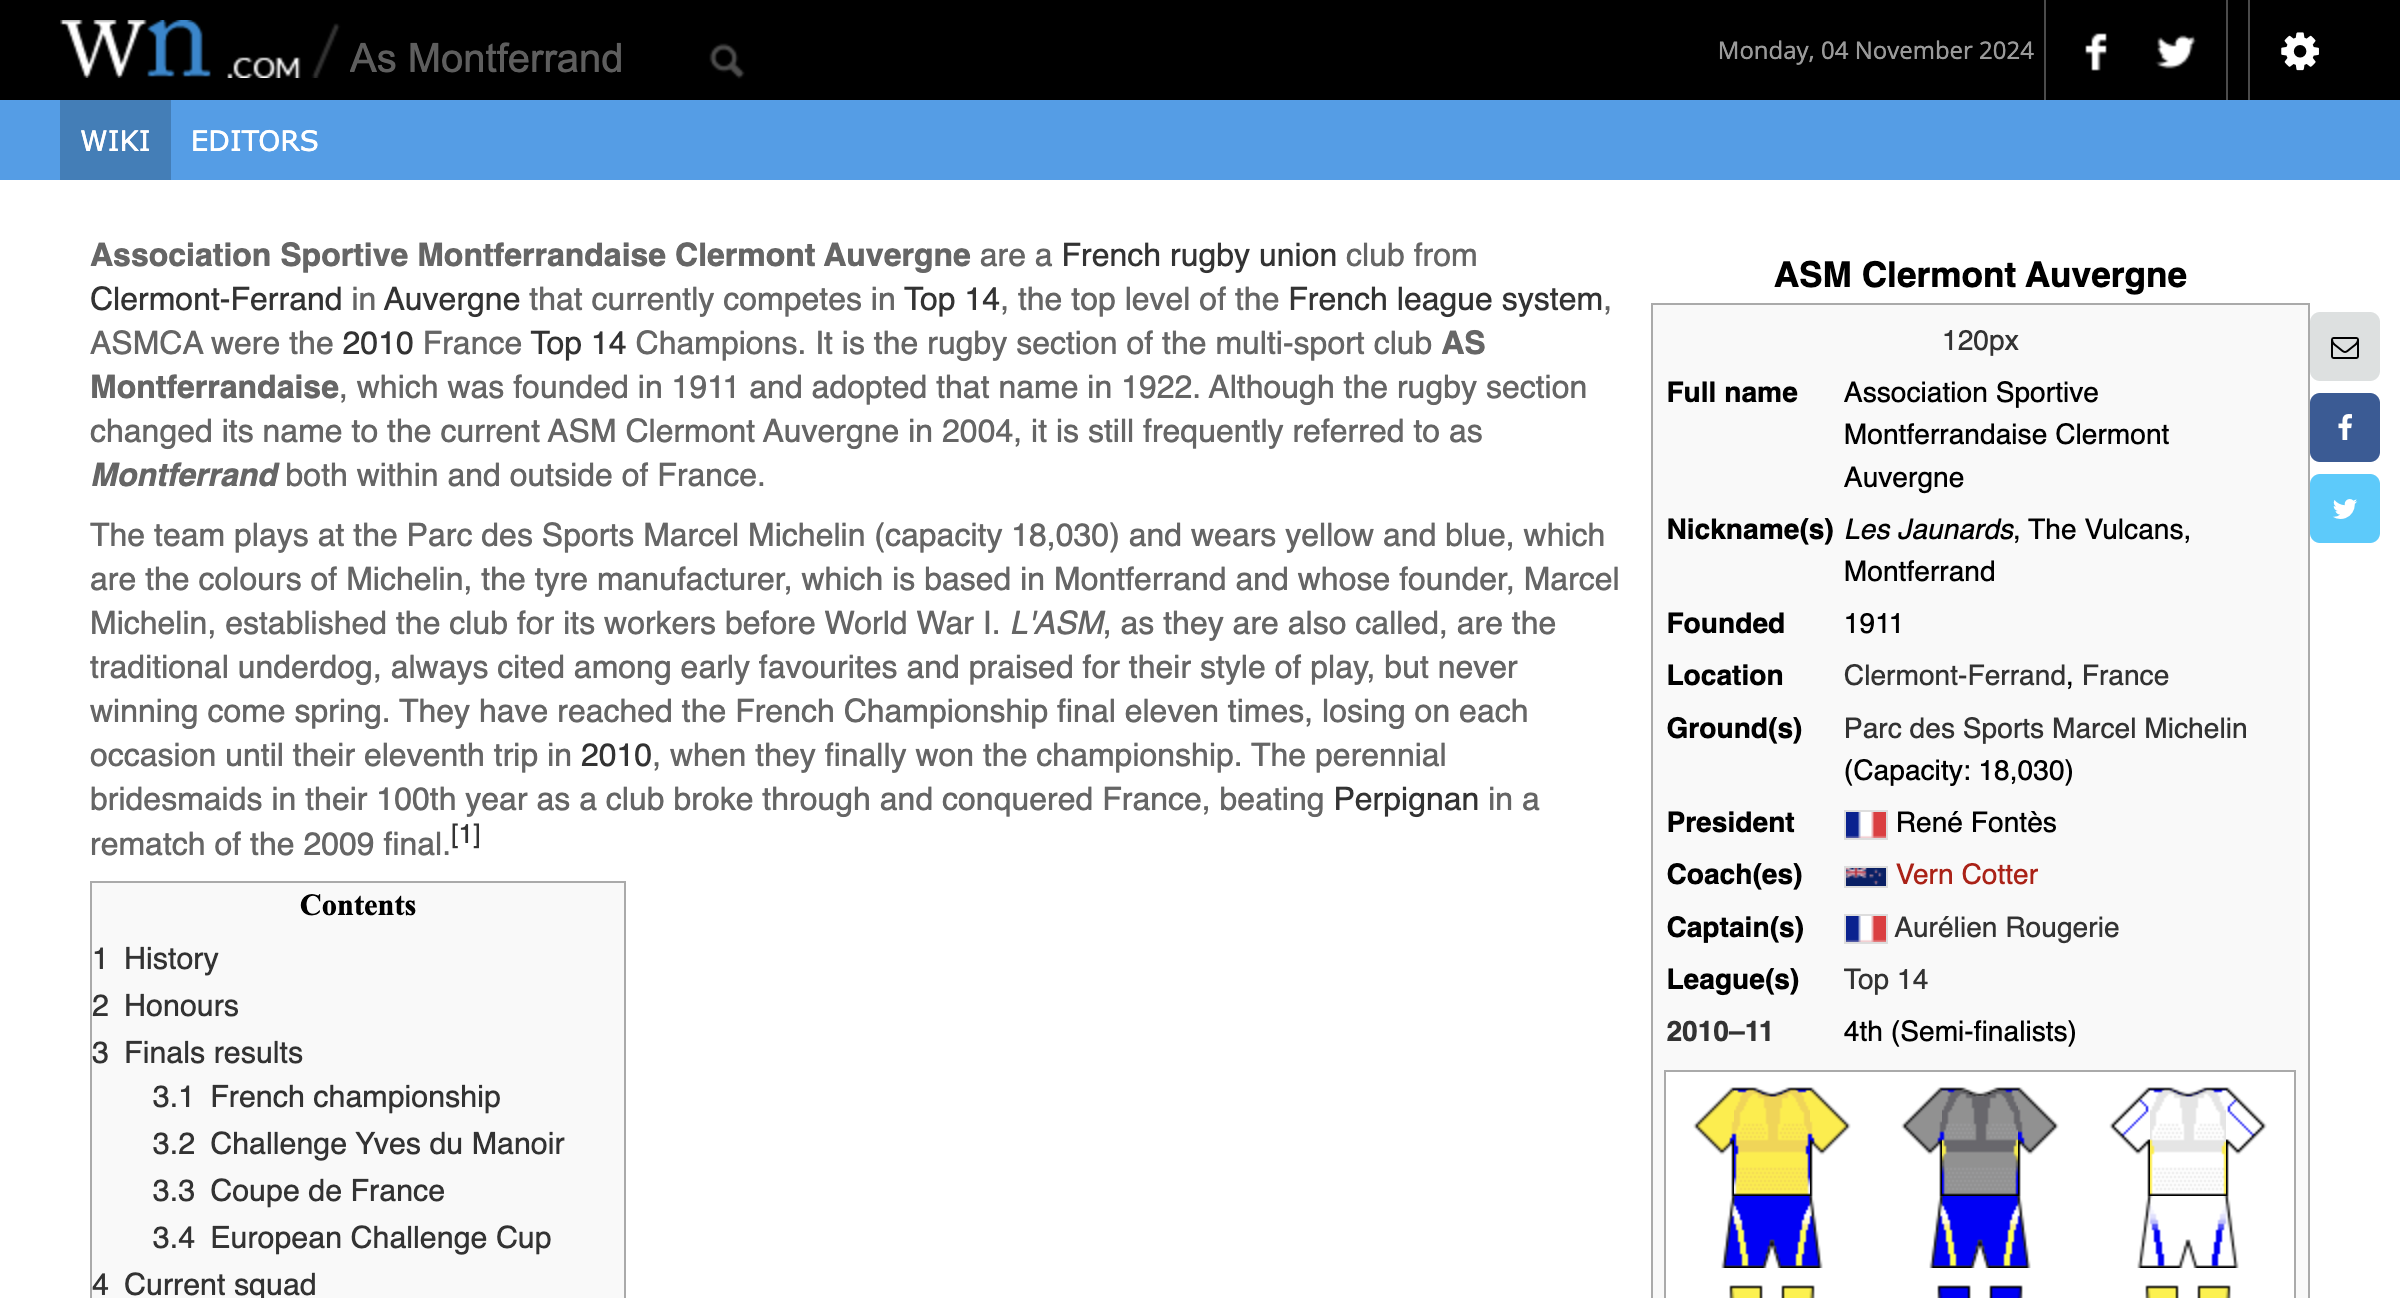 Wn.COM / As Montferrand
Monday, 04 November 2024
WIKI EDITORS
Association Sportive Montferrandaise Clermont Auvergne are a French rugby union club from
Clermont-Ferrand in Auvergne that currently competes in Top 14, the top level of the French league system,
ASMCA were the 2010 France Top 14 Champions. It is the rugby section of the multi-sport club AS
Montferrandaise, which was founded in 1911 and adopted that name in 1922. Although the rugby section
changed its name to the current ASM Clermont Auvergne in 2004, it is still frequently referred to as
Montferrand both within and outside of France.
The team plays at the Parc des Sports Marcel Michelin (capacity 18,030) and wears yellow and blue, which
are the colours of Michelin, the tyre manufacturer, which is based in Montferrand and whose founder, Marcel
Michelin, established the club for its workers before World War I. L'ASM, as they are also called, are the
traditional underdog, always cited among early favourites and praised for their style of play, but never
winning come spring. They have reached the French Championship final eleven times, losing on each
occasion until their eleventh trip in 2010, when they finally won the championship. The perennial
bridesmaids in their 100th year as a club broke through and conquered France, beating Perpignan in a
rematch of the 2009 final.[1]
Contents
1 History
2 Honours
3 Finals results
3.1 French championship
3.2 Challenge Yves du Manoir
3.3 Coupe de France
3.4 European Challenge Cup
4 Current squad
ASM Clermont Auvergne
120px
Full name Association Sportive
Montferrandaise Clermont
Auvergne
Nickname(s) Les Jaunards, The Vulcans,
Montferrand
Founded 1911
Location Clermont-Ferrand, France
Ground(s) Parc des Sports Marcel Michelin
(Capacity: 18,030)
President René Fontès
Coach(es) Vern Cotter
Captain(s) Aurélien Rougerie
League(s) Top 14
2010–11 4th (Semi-finalists)